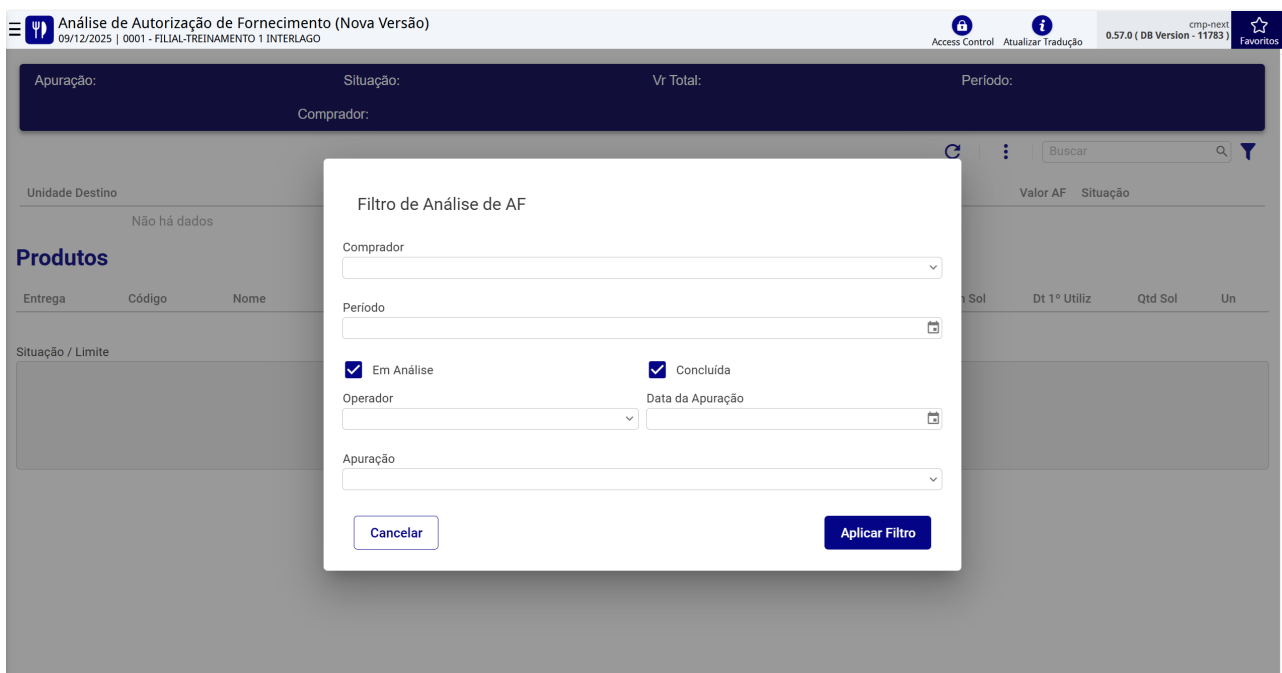 Análise de Autorização de Fornecimento (Nova Versão)
09/12/2025 | 0001 - FILIAL-TREINAMENTO 1 INTERLAGO
Access Control
Atualizar Tradução
cmp-next
0.57.0 ( DB Version - 11783 )
Favoritos
Apuração: Situação: Vr Total: Período:
Comprador:
Buscar
Unidade Destino Valor AF Situação
Não há dados
Produtos
Entrega Código Nome Sol Dt 1º Utiliz Qtd Sol Un
Situação / Limite
Filtro de Análise de AF
Comprador
Período
Em Análise Concluída
Operador Data da Apuração
Apuração
Cancelar Aplicar Filtro